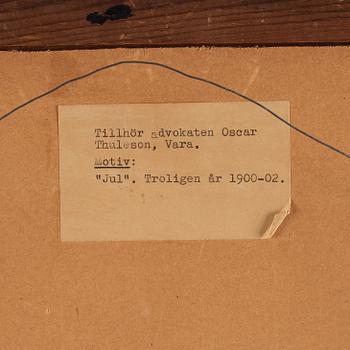 Tillhör advokaten Oscar
Thuleson, Vara.
Motiv:
"Jul". Troligen år 1900-02.